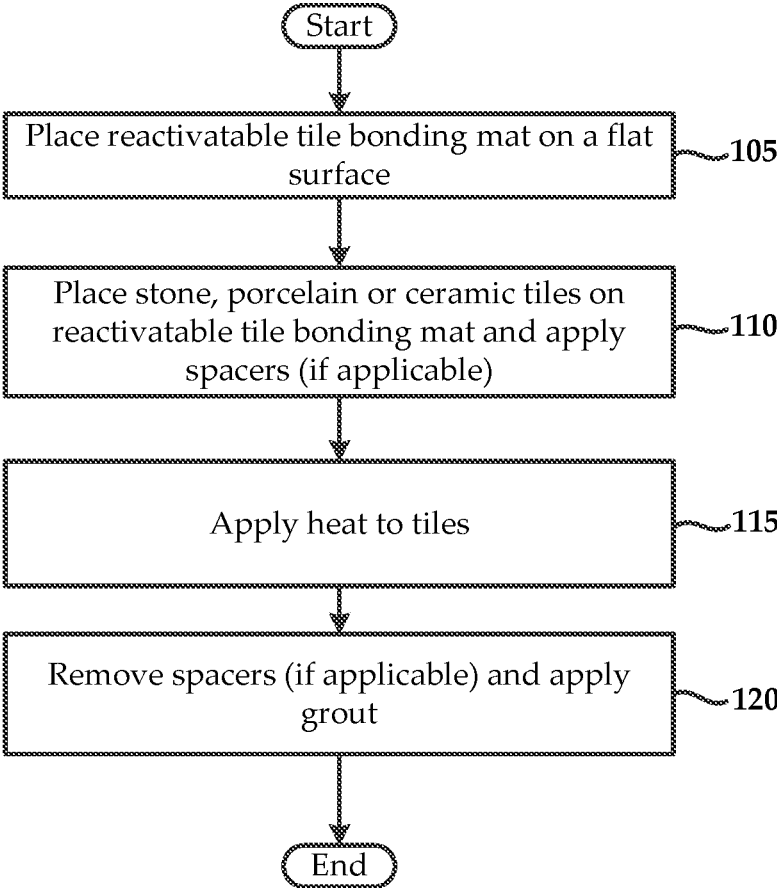 Start
Place reactivatable tile bonding mat on a flat
surface
105
Place stone, porcelain or ceramic tiles on
reactivatable tile bonding mat and apply
spacers (if applicable)
110
Apply heat to tiles
115
Remove spacers (if applicable) and apply
grout
120
End